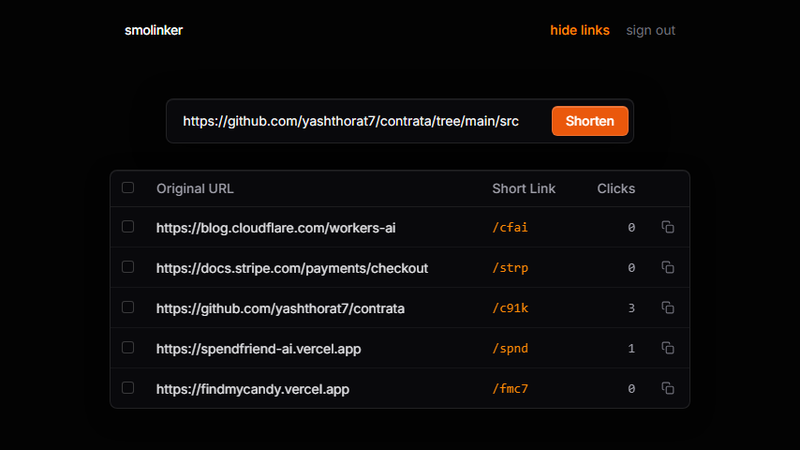 smolinker hide links sign out
https://github.com/yashthorat7/contrata/tree/main/src Shorten
Original URL Short Link Clicks
https://blog.cloudflare.com/workers-ai /cfai 0
https://docs.stripe.com/payments/checkout /strp 0
https://github.com/yashthorat7/contrata /c91k 3
https://spendfriend-ai.vercel.app /spnd 1
https://findmycandy.vercel.app /fmc7 0